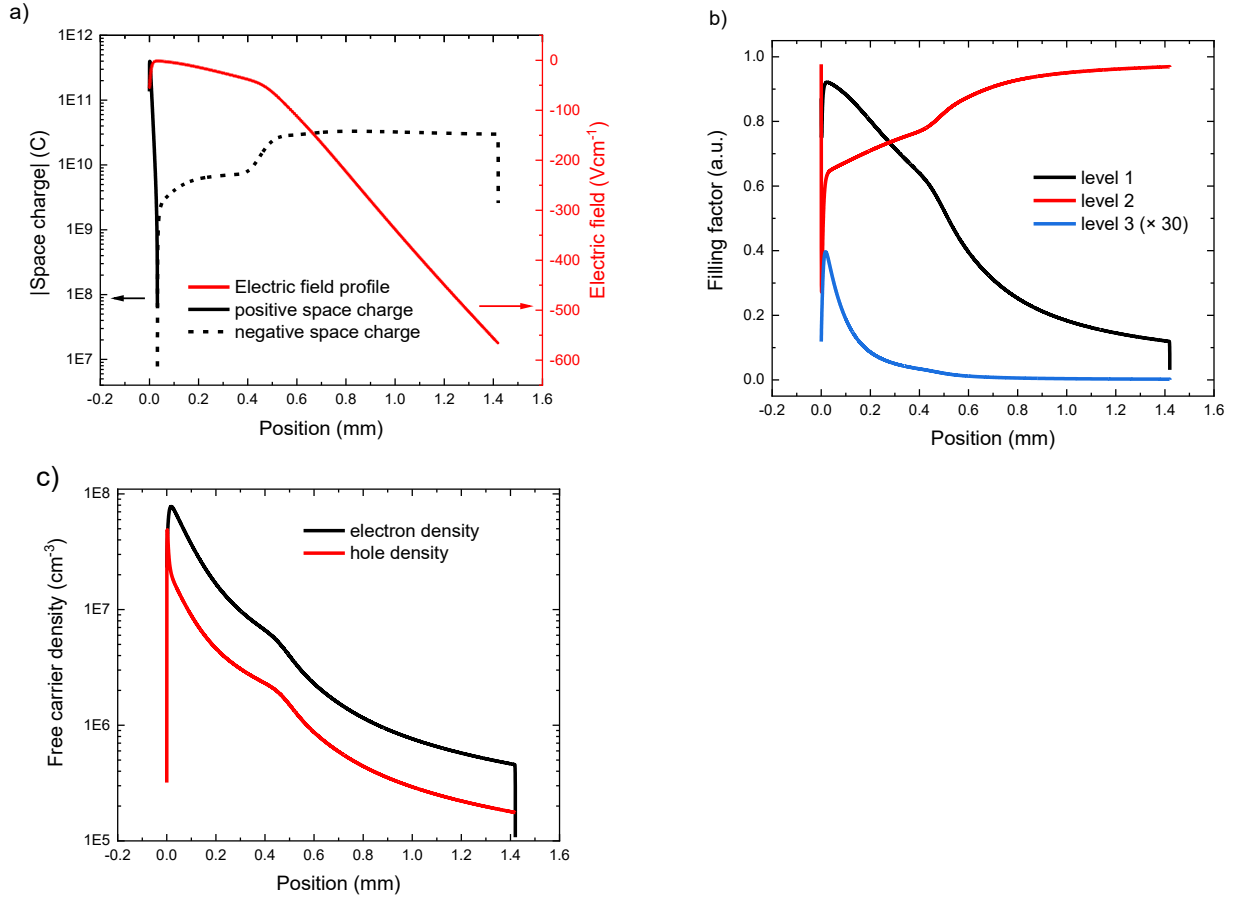 a)
1E12
1E11
1E10
1E9
1E8
1E7
|Space charge| (C)
0
-100
-200
-300
-400
-500
-600
Electric field (Vcm⁻¹)
Electric field profile
positive space charge
negative space charge
-0.2 0.0 0.2 0.4 0.6 0.8 1.0 1.2 1.4 1.6
Position (mm)
b)
1.0
0.8
0.6
0.4
0.2
0.0
Filling factor (a.u.)
level 1
level 2
level 3 (× 30)
-0.2 0.0 0.2 0.4 0.6 0.8 1.0 1.2 1.4 1.6
Position (mm)
c)
1E8
1E7
1E6
1E5
Free carrier density (cm⁻³)
electron density
hole density
-0.2 0.0 0.2 0.4 0.6 0.8 1.0 1.2 1.4 1.6
Position (mm)